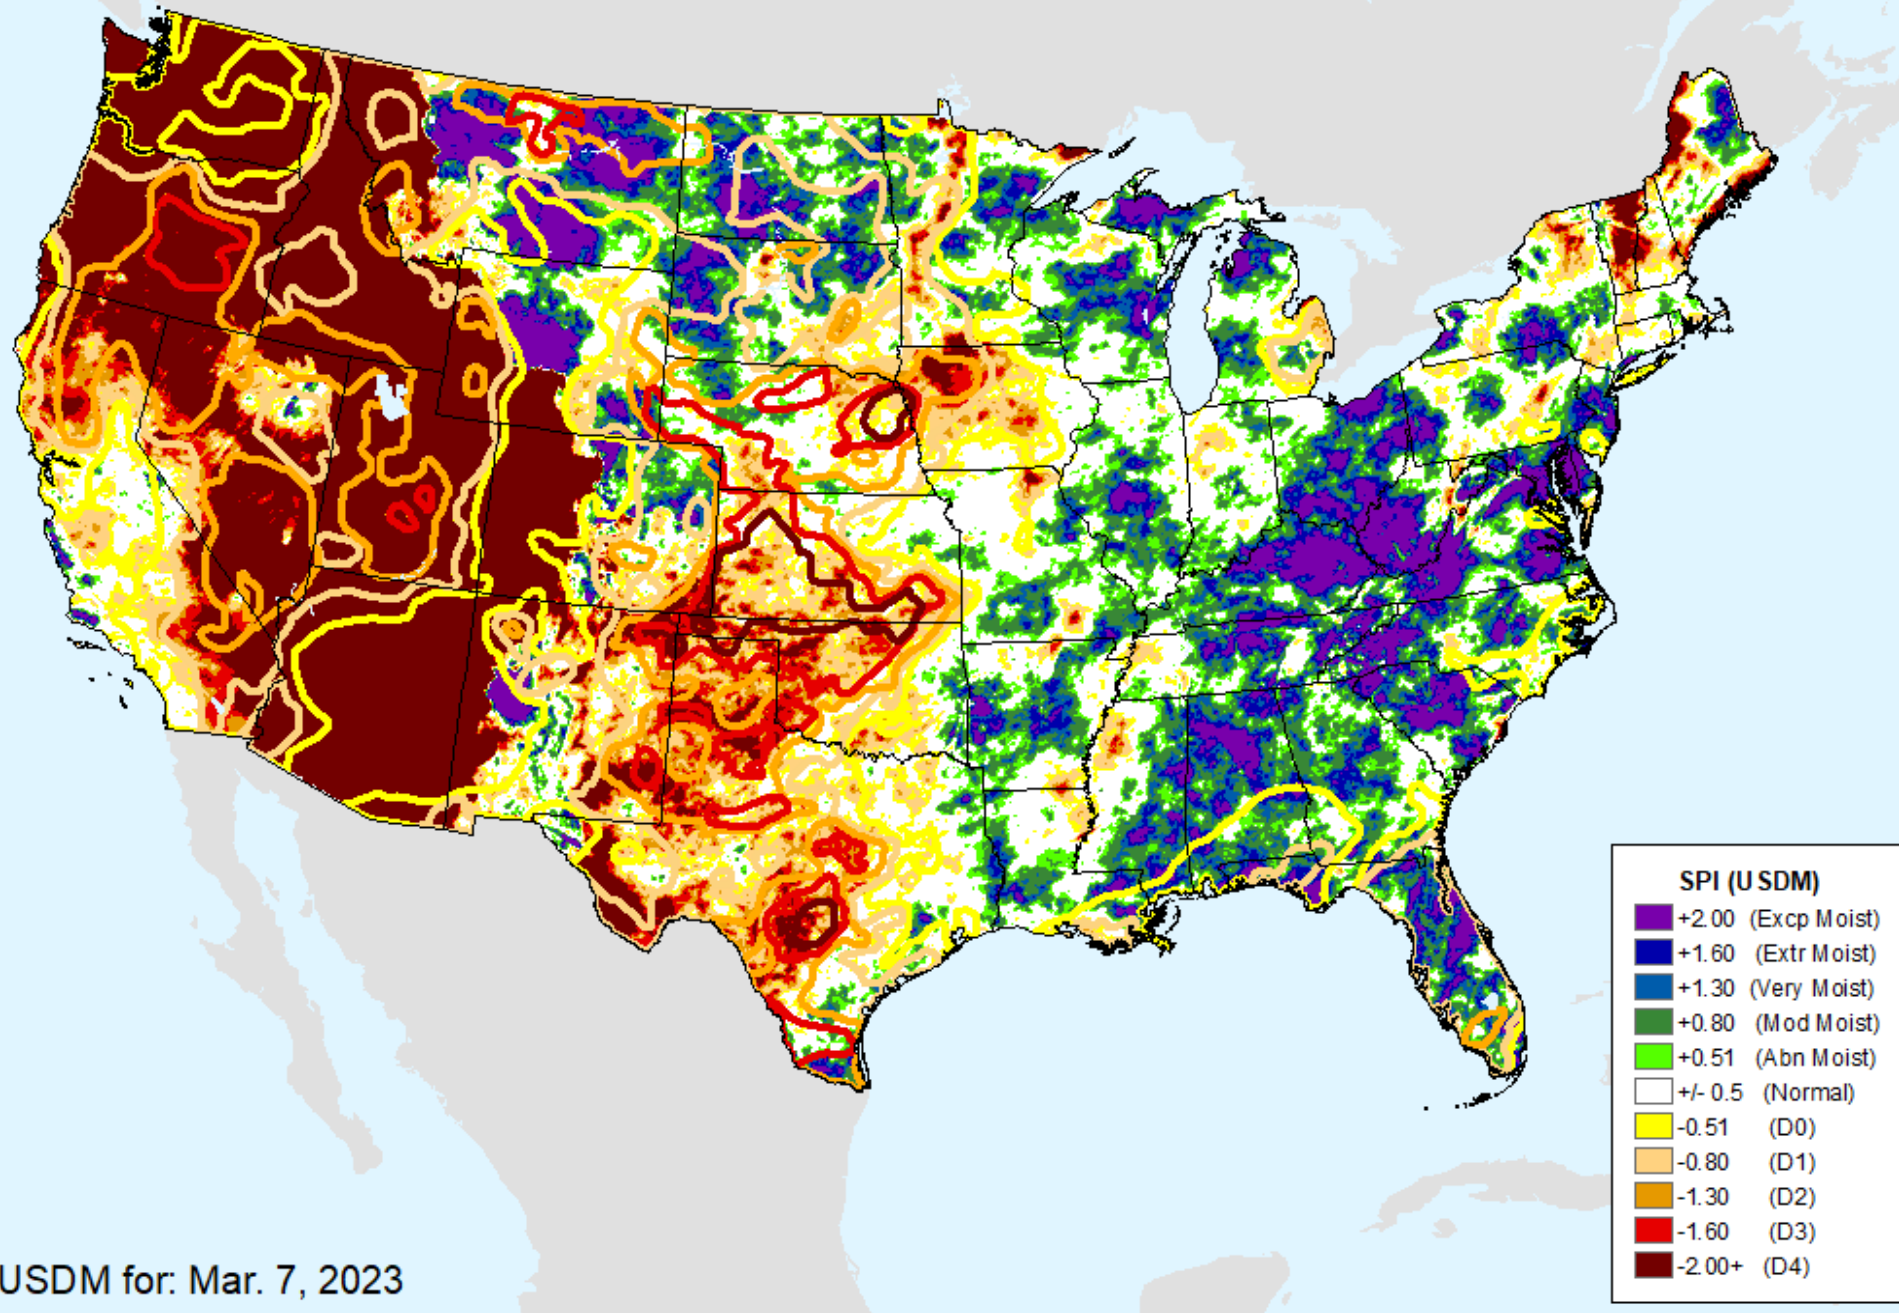 SPI (USDM)
+2.00 (Excp Moist)
+1.60 (Extr Moist)
+1.30 (Very Moist)
+0.80 (Mod Moist)
+0.51 (Abn Moist)
+/- 0.5 (Normal)
-0.51 (D0)
-0.80 (D1)
-1.30 (D2)
-1.60 (D3)
-2.00+ (D4)
USDM for: Mar. 7, 2023